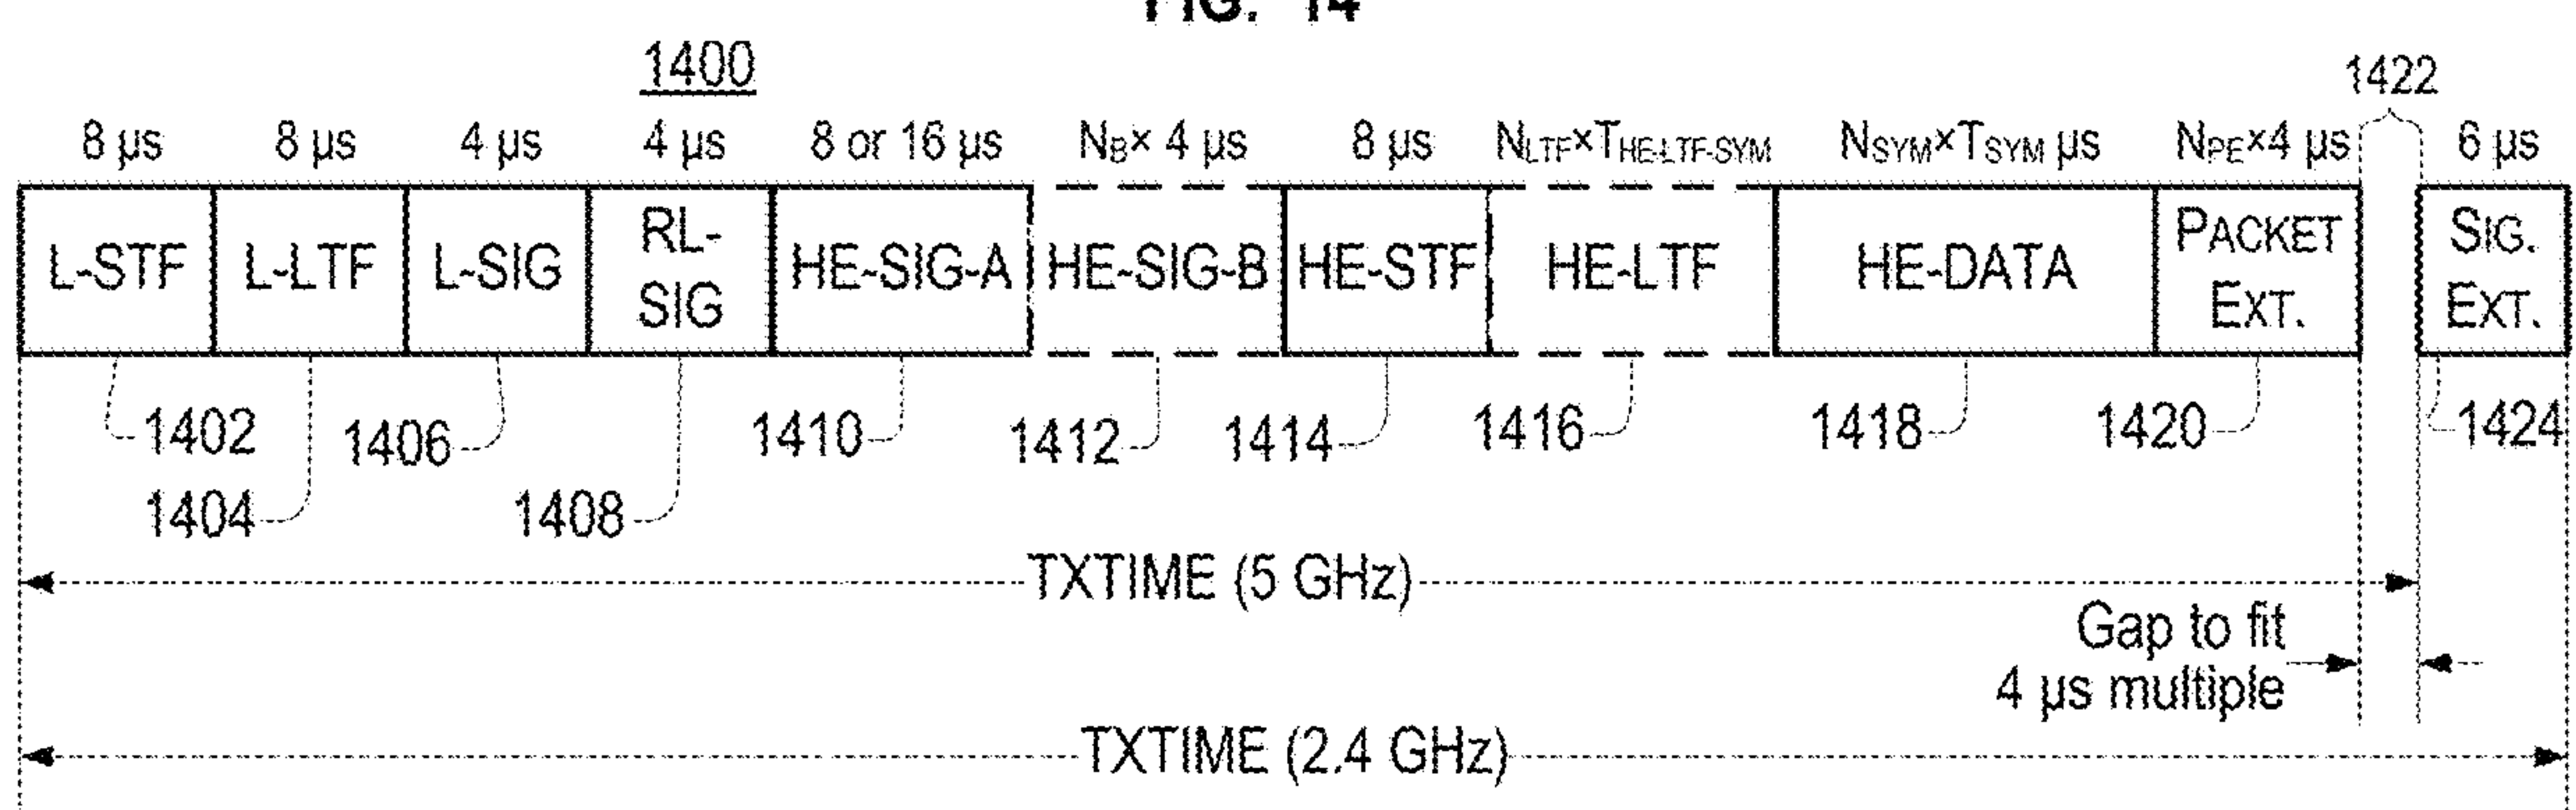 FIG. 14
1400
1422
8 µs 8 µs 4 µs 4 µs 8 or 16 µs NB× 4 µs 8 µs NLTF×THE-LTF-SYM NSYM×TSYM µs NPE×4 µs 6 µs
L-STF L-LTF L-SIG RL-SIG HE-SIG-A HE-SIG-B HE-STF HE-LTF HE-DATA PACKET EXT. SIG. EXT.
1402 1406 1410 1412 1414 1416 1418 1420 1424
1404 1408
TXTIME (5 GHz)
Gap to fit
4 µs multiple
TXTIME (2.4 GHz)